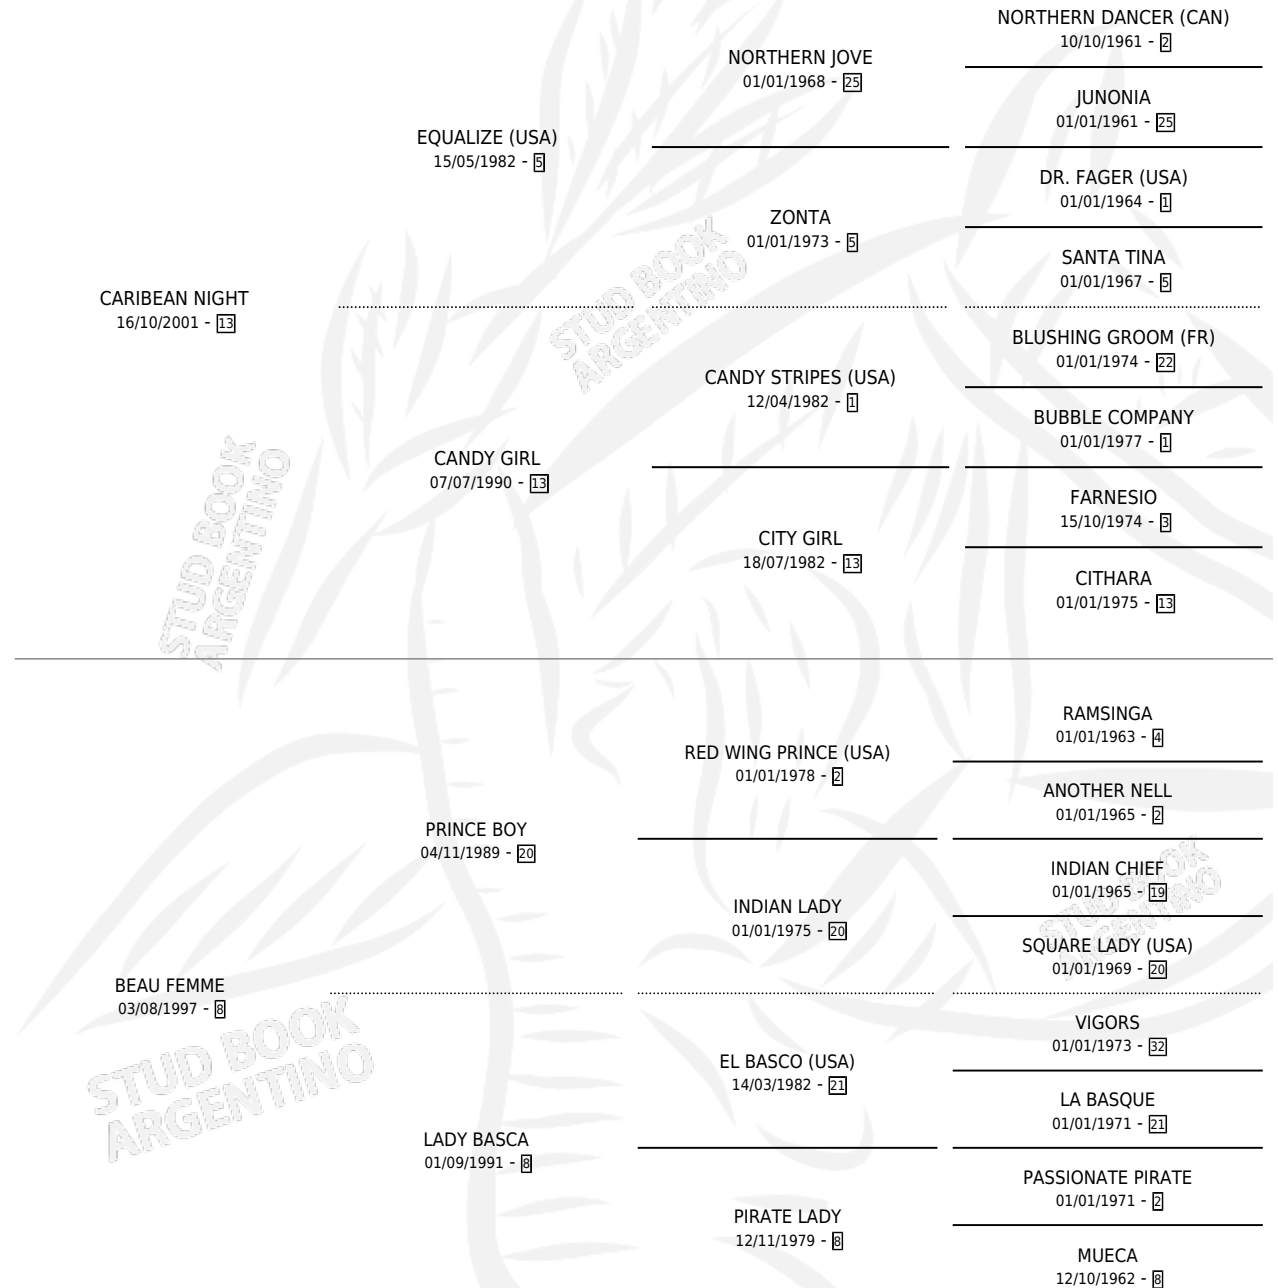 NORTHERN DANCER (CAN)
10/10/1961 - 2
NORTHERN JOVE
01/01/1968 - 25
JUNONIA
01/01/1961 - 25
EQUALIZE (USA)
15/05/1982 - 5
DR. FAGER (USA)
01/01/1964 - 1
ZONTA
01/01/1973 - 5
SANTA TINA
01/01/1967 - 5
CARIBEAN NIGHT
16/10/2001 - 13
STUD BOOK
ARGENTINO
BLUSHING GROOM (FR)
01/01/1974 - 22
CANDY STRIPES (USA)
12/04/1982 - 1
BUBBLE COMPANY
01/01/1977 - 1
CANDY GIRL
07/07/1990 - 13
FARNESIO
15/10/1974 - 3
CITY GIRL
18/07/1982 - 13
CITHARA
01/01/1975 - 13
STUD BOOK
ARGENTINO
RAMSINGA
01/01/1963 - 4
RED WING PRINCE (USA)
01/01/1978 - 2
ANOTHER NELL
01/01/1965 - 2
PRINCE BOY
04/11/1989 - 20
INDIAN CHIEF
01/01/1965 - 19
INDIAN LADY
01/01/1975 - 20
STUD BOOK
ARGENTINO
SQUARE LADY (USA)
01/01/1969 - 20
BEAU FEMME
03/08/1997 - 8
STUD BOOK
ARGENTINO
VIGORS
01/01/1973 - 32
EL BASCO (USA)
14/03/1982 - 21
LA BASQUE
01/01/1971 - 21
LADY BASCA
01/09/1991 - 8
PASSIONATE PIRATE
01/01/1971 - 2
PIRATE LADY
12/11/1979 - 8
MUECA
12/10/1962 - 8